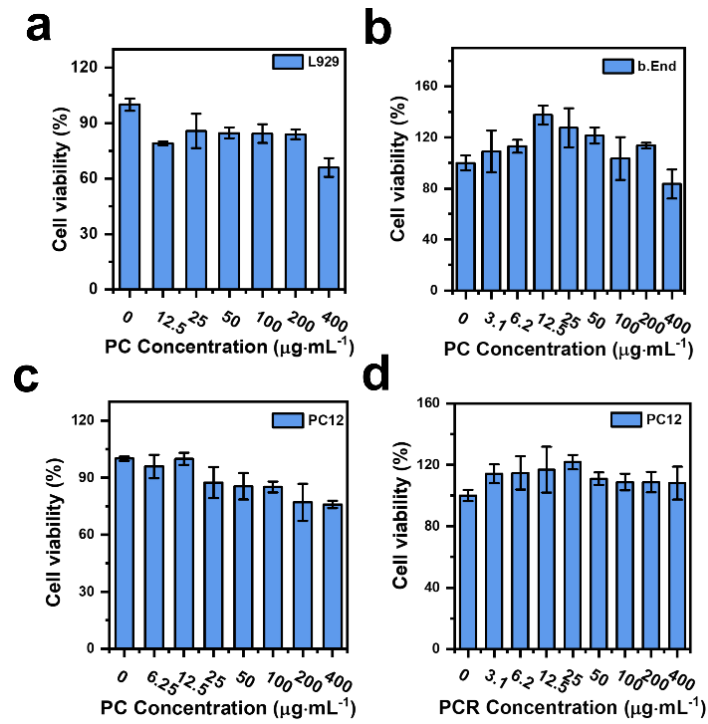 a
L929
Cell viability (%)
120
90
60
30
0
0 12.5 25 50 100 200 400
PC Concentration (μg·mL⁻¹)
b
b.End
Cell viability (%)
160
120
80
40
0
0 3.1 6.2 12.5 25 50 100 200 400
PC Concentration (μg·mL⁻¹)
c
PC12
Cell viability (%)
120
90
60
30
0
0 6.25 12.5 25 50 100 200 400
PC Concentration (μg·mL⁻¹)
d
PC12
Cell viability (%)
160
120
80
40
0
0 3.1 6.2 12.5 25 50 100 200 400
PCR Concentration (μg·mL⁻¹)